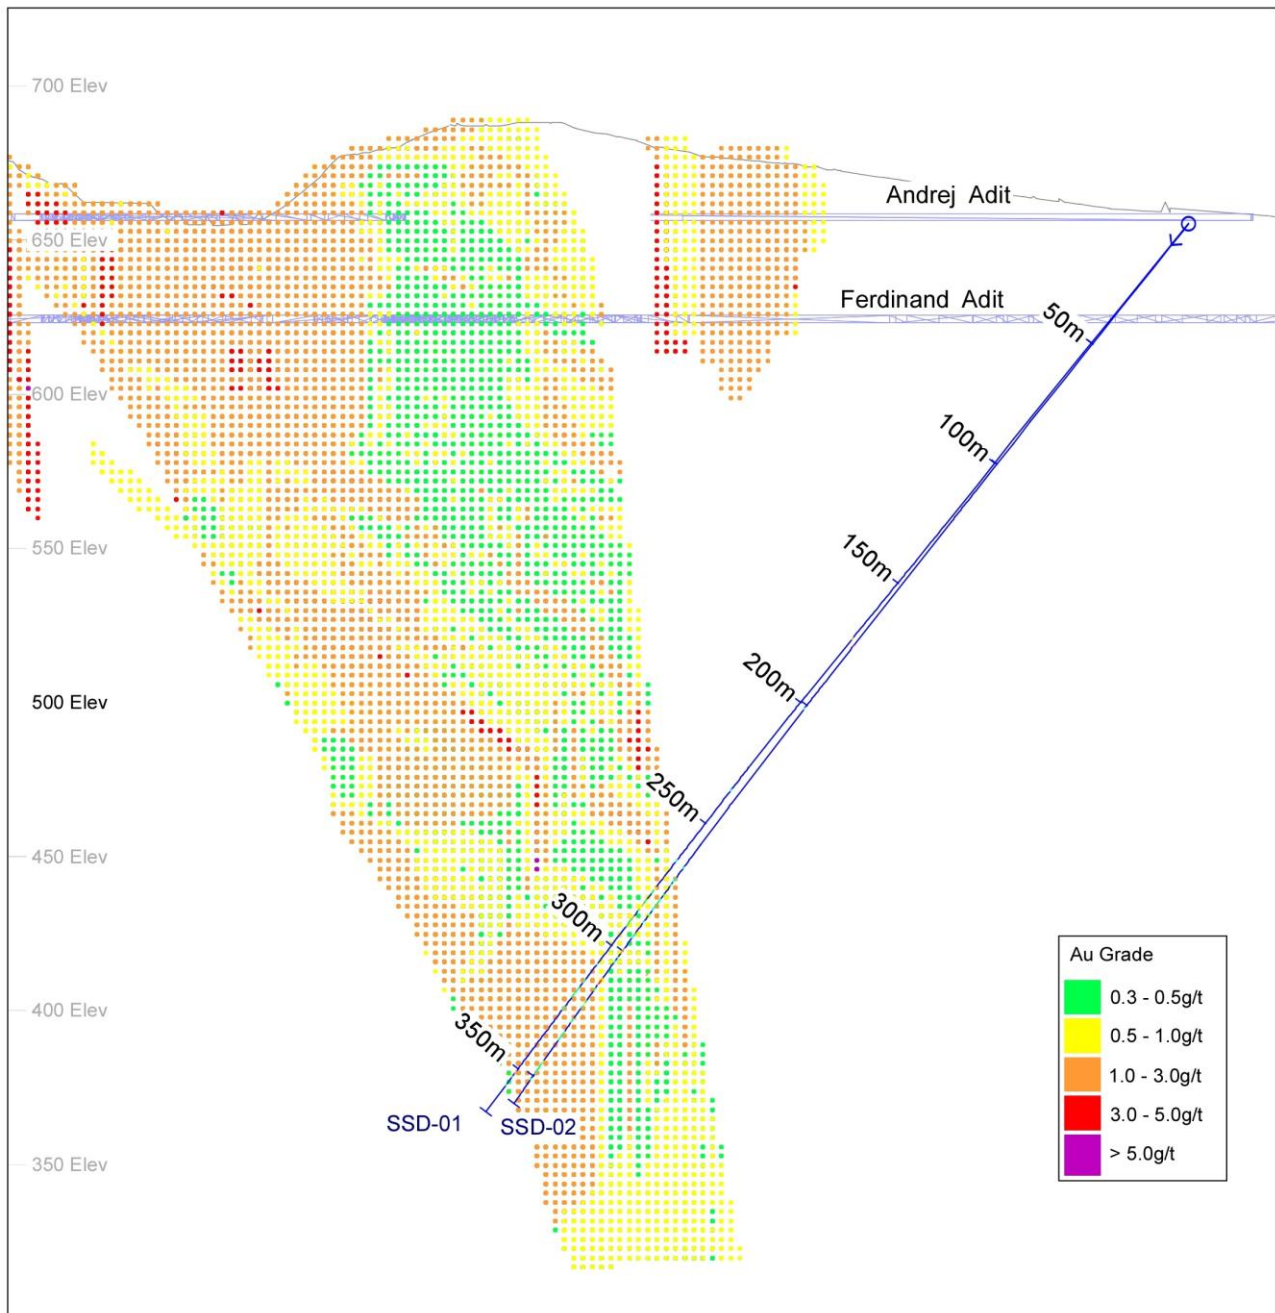 700 Elev
Andrej Adit
650 Elev
Ferdinand Adit
50m
600 Elev
100m
550 Elev
150m
200m
500 Elev
250m
450 Elev
300m
Au Grade
0.3 - 0.5g/t
400 Elev
350m
0.5 - 1.0g/t
1.0 - 3.0g/t
3.0 - 5.0g/t
SSD-01
SSD-02
> 5.0g/t
350 Elev